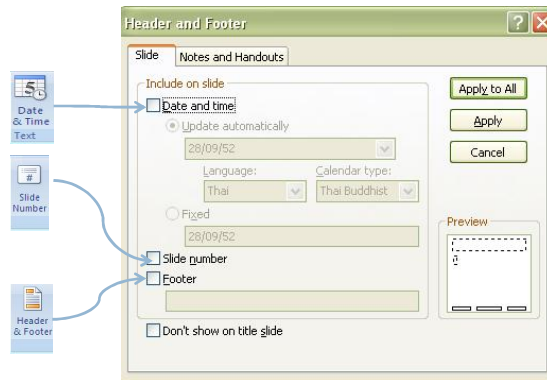 Header and Footer
Slide
Notes and Handouts
Include on slide
Date and time
Update automatically
28/09/52
Language:
Calendar type:
Thai
Thai Buddhist
Fixed
28/09/52
Slide number
Footer
Don't show on title slide
Apply to All
Apply
Cancel
Preview
Date
& Time
Text
#
Slide
Number
Header
& Footer